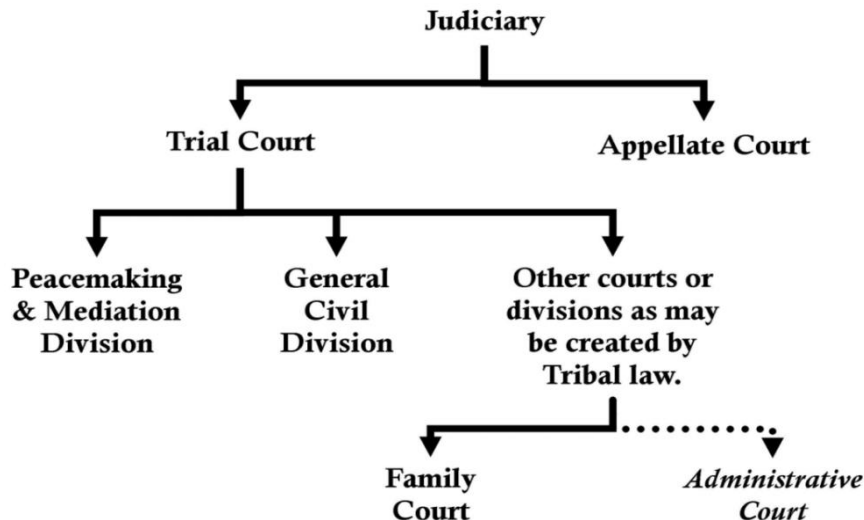 Judiciary
Trial Court
Appellate Court
Peacemaking
& Mediation
Division
General
Civil
Division
Other courts or
divisions as may
be created by
Tribal law.
Family
Court
Administrative
Court